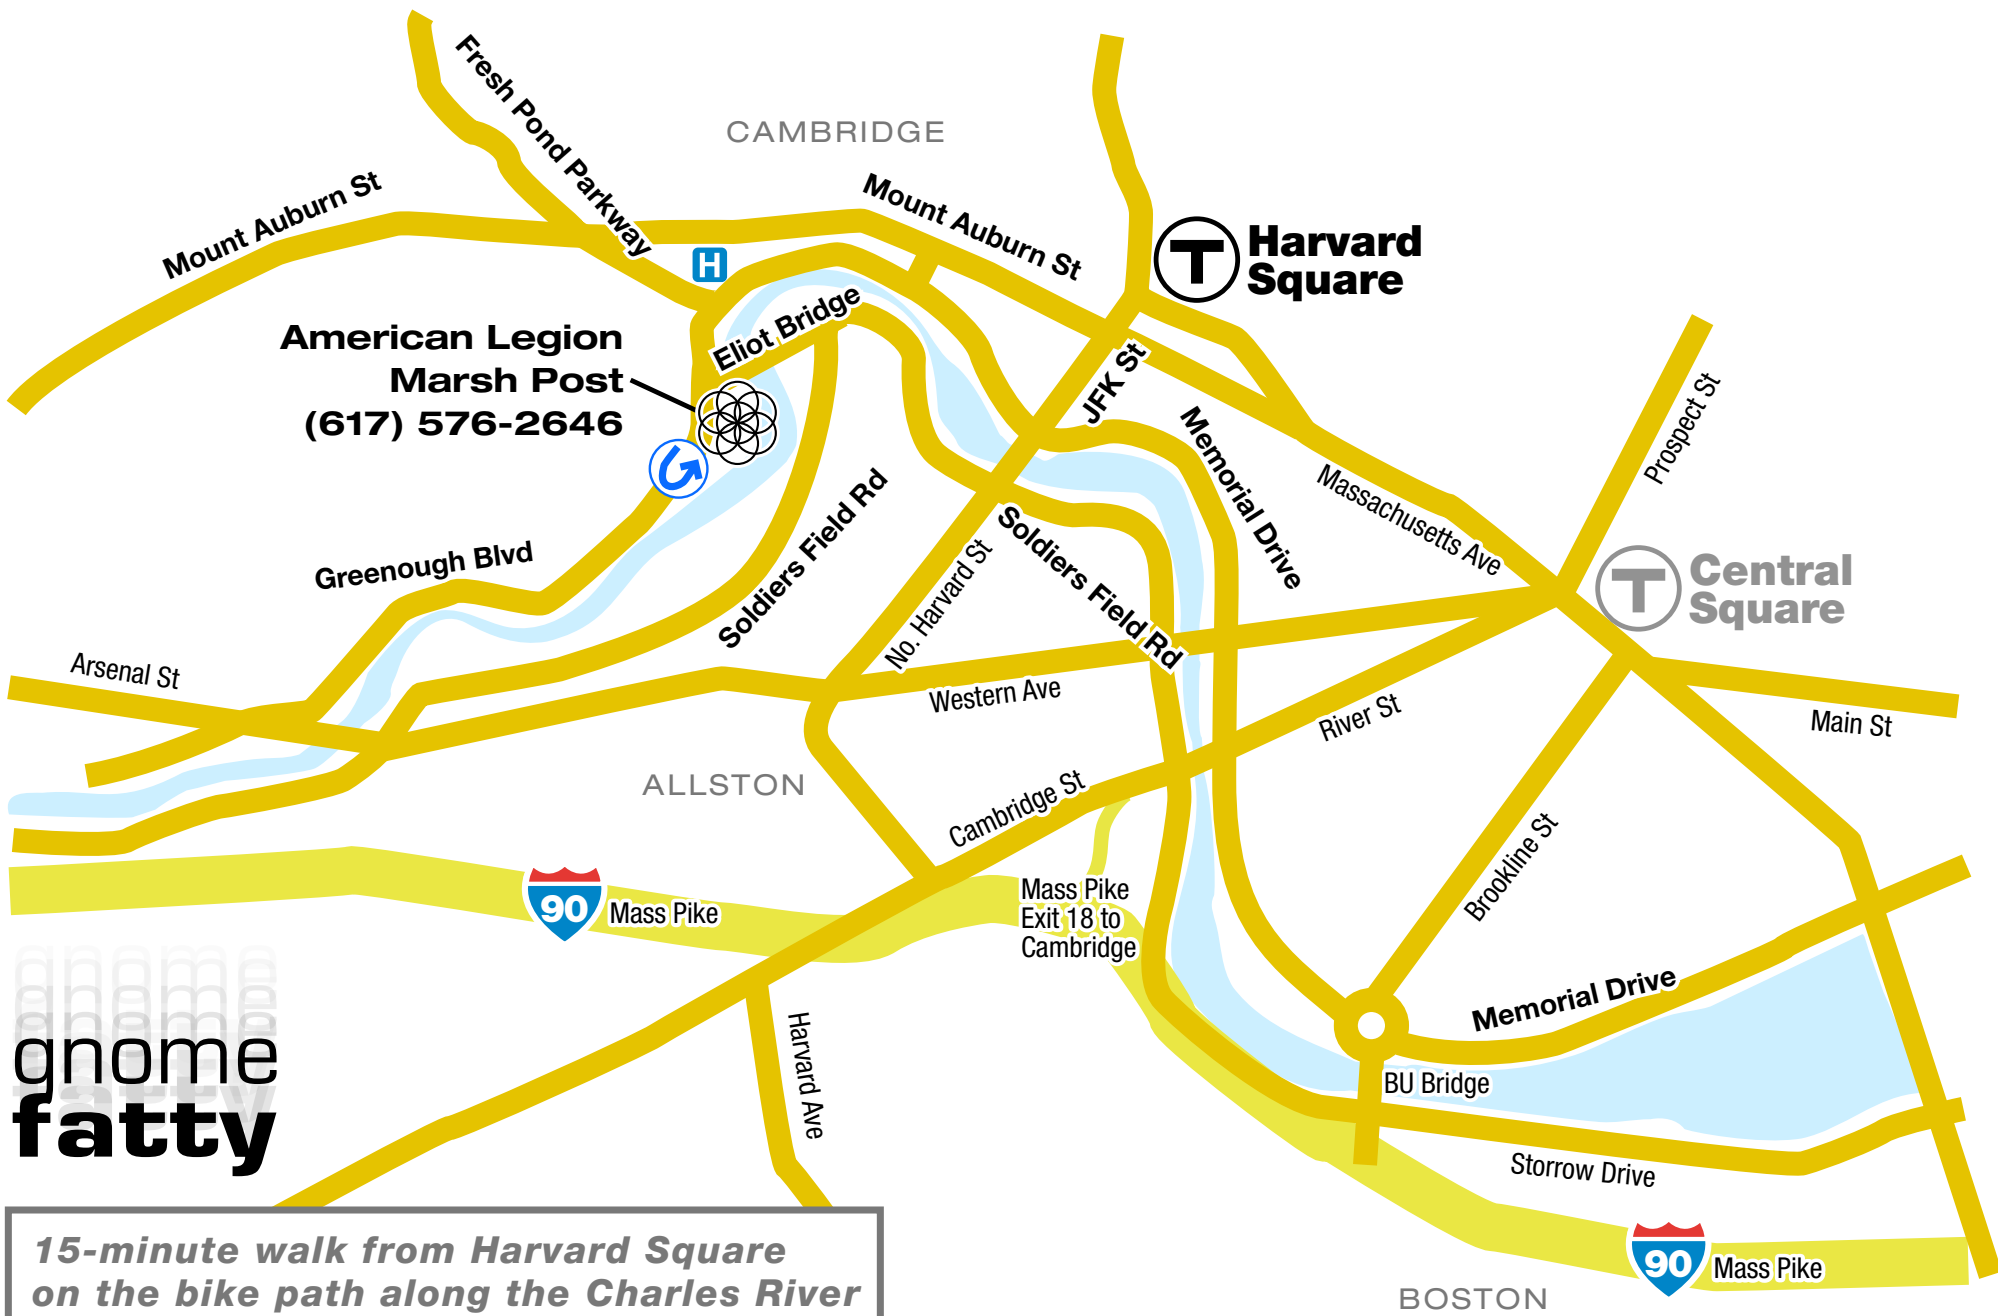 Fresh Pond Parkway
CAMBRIDGE
Mount Auburn St
Mount Auburn St
H
T
Harvard
Square
American Legion
Marsh Post
(617) 576-2646
Eliot Bridge
JFK St
Memorial Drive
Prospect St
Massachusetts Ave
Greenough Blvd
Soldiers Field Rd
No. Harvard St
Soldiers Field Rd
T
Central
Square
Arsenal St
Western Ave
River St
Main St
ALLSTON
Cambridge St
Brookline St
90
Mass Pike
Mass Pike
Exit 18 to
Cambridge
Memorial Drive
Harvard Ave
BU Bridge
Storrow Drive
gnome
gnome
gnome
fatty
90
Mass Pike
BOSTON
15-minute walk from Harvard Square
on the bike path along the Charles River